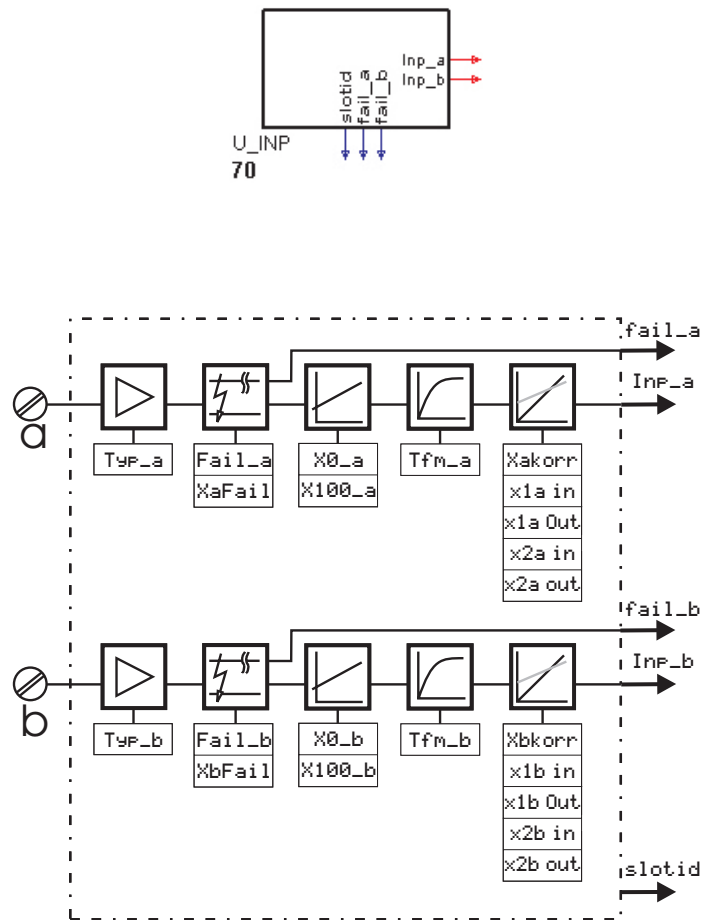 Inp_a
Inp_b
slotid
fail_a
fail_b
U_INP
70
fail_a
Inp_a
a
Typ_a
Fail_a
XaFail
X0_a
X100_a
Tfm_a
Xakorr
x1a in
x1a Out
x2a in
x2a out
fail_b
Inp_b
b
Typ_b
Fail_b
XbFail
X0_b
X100_b
Tfm_b
Xbkorr
x1b in
x1b Out
x2b in
x2b out
slotid